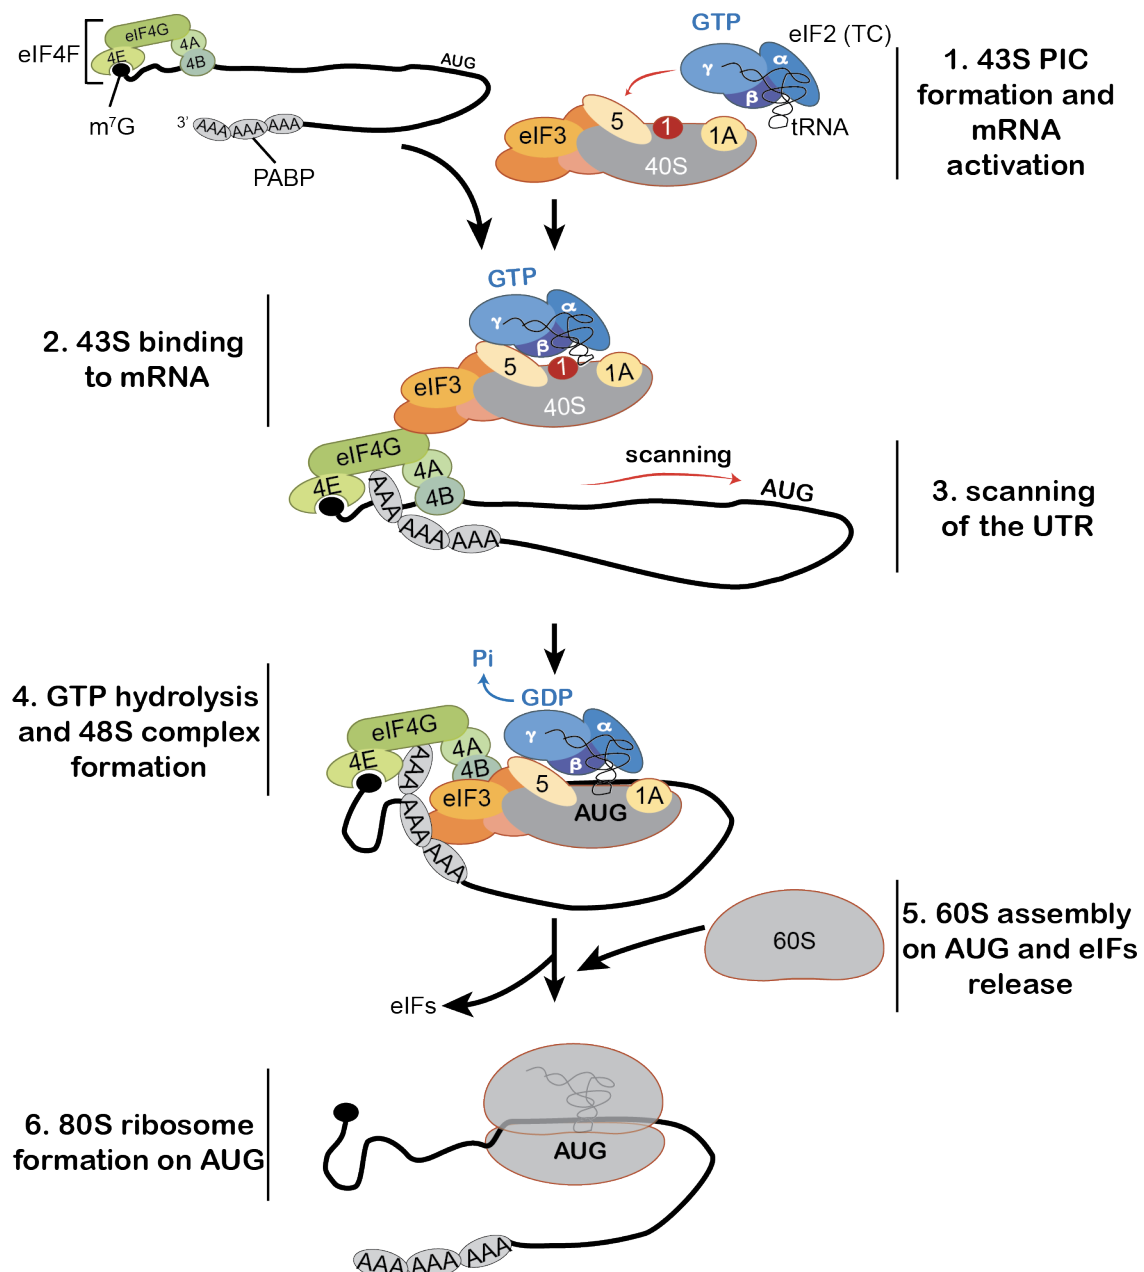 eIF4F
eIF4G
4E
4A
4B
m7G
AUG
3'
AAA AAA AAA
PABP
GTP
eIF2 (TC)
γ
α
β
tRNA
eIF3
5
1
1A
40S
1. 43S PIC
formation and
mRNA
activation
2. 43S binding
to mRNA
GTP
γ
α
β
eIF3
5
1
1A
40S
eIF4G
4E
4A
4B
AAA
AAA
AAA
scanning
AUG
3. scanning
of the UTR
4. GTP hydrolysis
and 48S complex
formation
Pi
GDP
γ
α
β
eIF4G
4E
4A
4B
AAA
AAA
AAA
eIF3
5
1A
AUG
60S
5. 60S assembly
on AUG and eIFs
release
eIFs
6. 80S ribosome
formation on AUG
AUG
AAA AAA AAA